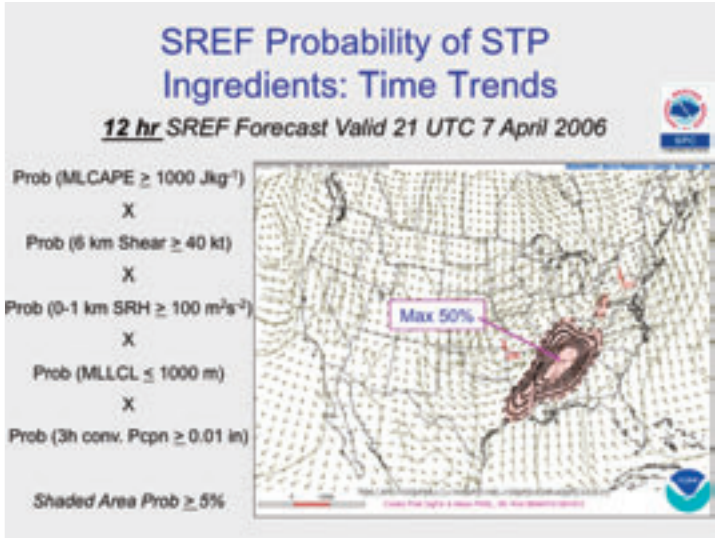 SREF Probability of STP
Ingredients: Time Trends
12 hr SREF Forecast Valid 21 UTC 7 April 2006
SPC
Prob (MLCAPE ≥ 1000 Jkg⁻¹)
X
Prob (6 km Shear ≥ 40 kt)
X
Prob (0-1 km SRH ≥ 100 m²s⁻²)
X
Prob (MLLCL ≤ 1000 m)
X
Prob (3h conv. Pcpn ≥ 0.01 in)
Shaded Area Prob ≥ 5%
Max 50%